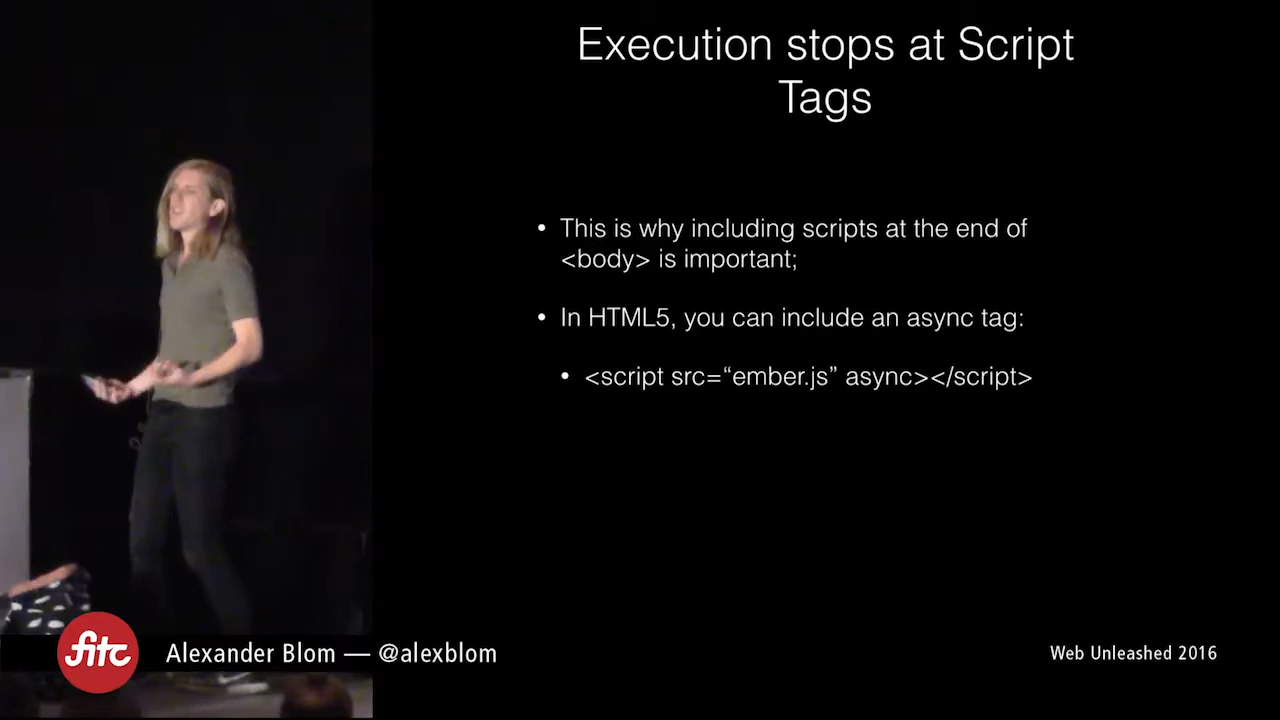 Execution stops at Script
Tags
• This is why including scripts at the end of
<body> is important;
• In HTML5, you can include an async tag:
• <script src=“ember.js” async></script>
fitc
Alexander Blom — @alexblom
Web Unleashed 2016